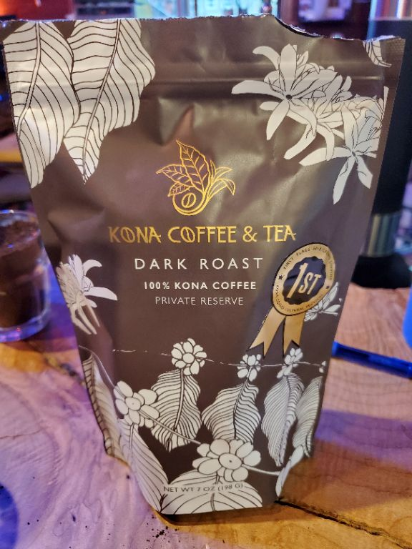 KONA COFFEE & TEA
DARK ROAST
100% KONA COFFEE
PRIVATE RESERVE
1ST
NET WT 7 OZ (198 G)